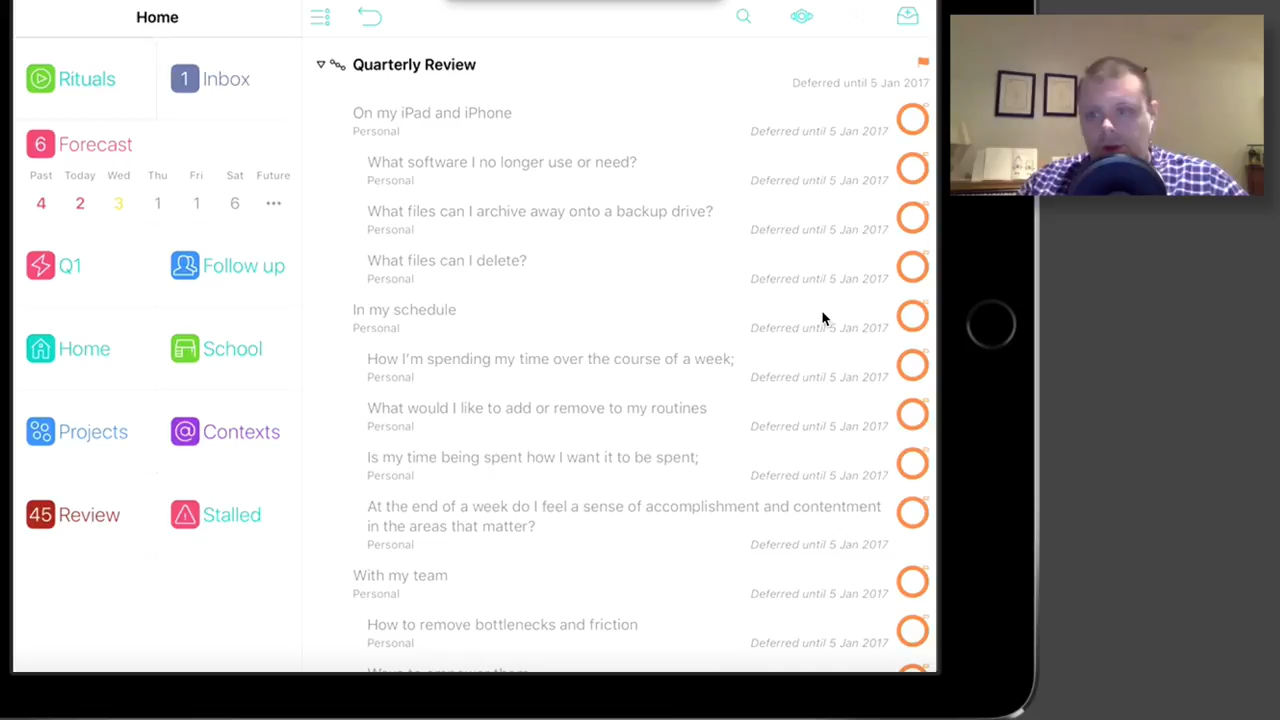 Home
Rituals
1 Inbox
6 Forecast
Past Today Wed Thu Fri Sat Future
4 2 3 1 1 6 •••
Q1
Follow up
Home
School
Projects
@ Contexts
45 Review
Stalled
Quarterly Review
Deferred until 5 Jan 2017
On my iPad and iPhone
Personal Deferred until 5 Jan 2017
What software I no longer use or need?
Personal Deferred until 5 Jan 2017
What files can I archive away onto a backup drive?
Personal Deferred until 5 Jan 2017
What files can I delete?
Personal Deferred until 5 Jan 2017
In my schedule
Personal Deferred until 5 Jan 2017
How I'm spending my time over the course of a week;
Personal Deferred until 5 Jan 2017
What would I like to add or remove to my routines
Personal Deferred until 5 Jan 2017
Is my time being spent how I want it to be spent;
Personal Deferred until 5 Jan 2017
At the end of a week do I feel a sense of accomplishment and contentment
in the areas that matter?
Personal Deferred until 5 Jan 2017
With my team
Personal Deferred until 5 Jan 2017
How to remove bottlenecks and friction
Personal Deferred until 5 Jan 2017